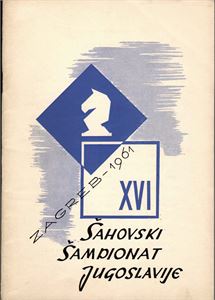 ZAGREB-1961
XVI
ŠAHOVSKI
ŠAMPIONAT
JUGOSLAVIJE